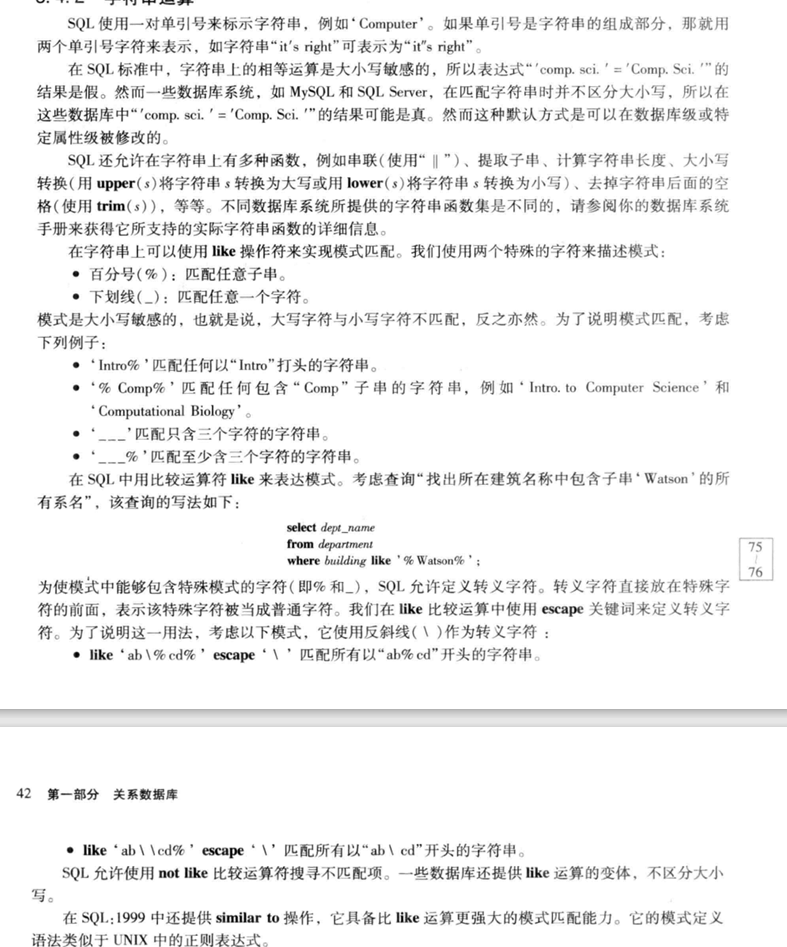 SQL 使用一对单引号来标示字符串，例如‘Computer’。如果单引号是字符串的组成部分，那就用
两个单引号字符来表示，如字符串“it's right”可表示为“it''s right”。
在 SQL 标准中，字符串上的相等运算是大小写敏感的，所以表达式“'comp. sci. ' = 'Comp. Sci. '”的
结果是假。然而一些数据库系统，如 MySQL 和 SQL Server，在匹配字符串时并不区分大小写，所以在
这些数据库中“'comp. sci. ' = 'Comp. Sci. '”的结果可能是真。然而这种默认方式是可以在数据库级或特
定属性级被修改的。
SQL 还允许在字符串上有多种函数，例如串联(使用“‖”)、提取子串、计算字符串长度、大小写
转换(用 upper(s)将字符串 s 转换为大写或用 lower(s)将字符串 s 转换为小写)、去掉字符串后面的空
格(使用 trim(s))，等等。不同数据库系统所提供的字符串函数集是不同的，请参阅你的数据库系统
手册来获得它所支持的实际字符串函数的详细信息。
在字符串上可以使用 like 操作符来实现模式匹配。我们使用两个特殊的字符来描述模式：
● 百分号(%)：匹配任意子串。
● 下划线(_)：匹配任意一个字符。
模式是大小写敏感的，也就是说，大写字符与小写字符不匹配，反之亦然。为了说明模式匹配，考虑
下列例子：
● ‘Intro%’匹配任何以“Intro”打头的字符串。
● ‘% Comp%’匹配任何包含“Comp”子串的字符串，例如‘Intro. to Computer Science’和
‘Computational Biology’。
● ‘___’匹配只含三个字符的字符串。
● ‘___%’匹配至少含三个字符的字符串。
在 SQL 中用比较运算符 like 来表达模式。考虑查询“找出所在建筑名称中包含子串‘Watson’的所
有系名”，该查询的写法如下：
select dept_name
from department
where building like '% Watson% ';
75
76
为使模式中能够包含特殊模式的字符(即% 和_)，SQL 允许定义转义字符。转义字符直接放在特殊字
符的前面，表示该特殊字符被当成普通字符。我们在 like 比较运算中使用 escape 关键词来定义转义字
符。为了说明这一用法，考虑以下模式，它使用反斜线(\)作为转义字符：
● like ‘ab\% cd%’ escape ‘\’ 匹配所有以“ab% cd”开头的字符串。
42 第一部分 关系数据库
● like ‘ab\\cd%’ escape ‘\’ 匹配所有以“ab\ cd”开头的字符串。
SQL 允许使用 not like 比较运算符搜寻不匹配项。一些数据库还提供 like 运算的变体，不区分大小
写。
在 SQL:1999 中还提供 similar to 操作，它具备比 like 运算更强大的模式匹配能力。它的模式定义
语法类似于 UNIX 中的正则表达式。